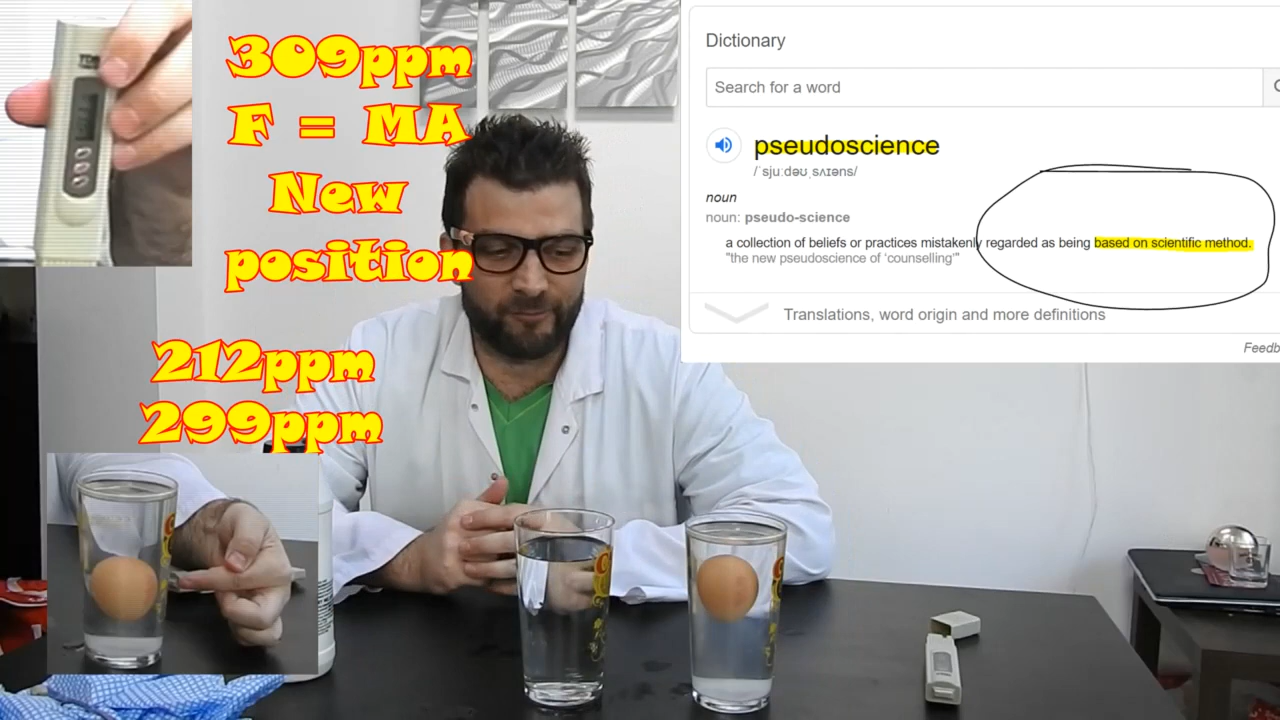 309ppm
F = MA
New
position
212ppm
299ppm
Dictionary
Search for a word
pseudoscience
/ˈsjuːdəʊˌsʌɪəns/
noun
noun: pseudo-science
a collection of beliefs or practices mistakenly regarded as being based on scientific method.
"the new pseudoscience of 'counselling'"
Translations, word origin and more definitions
Feedb